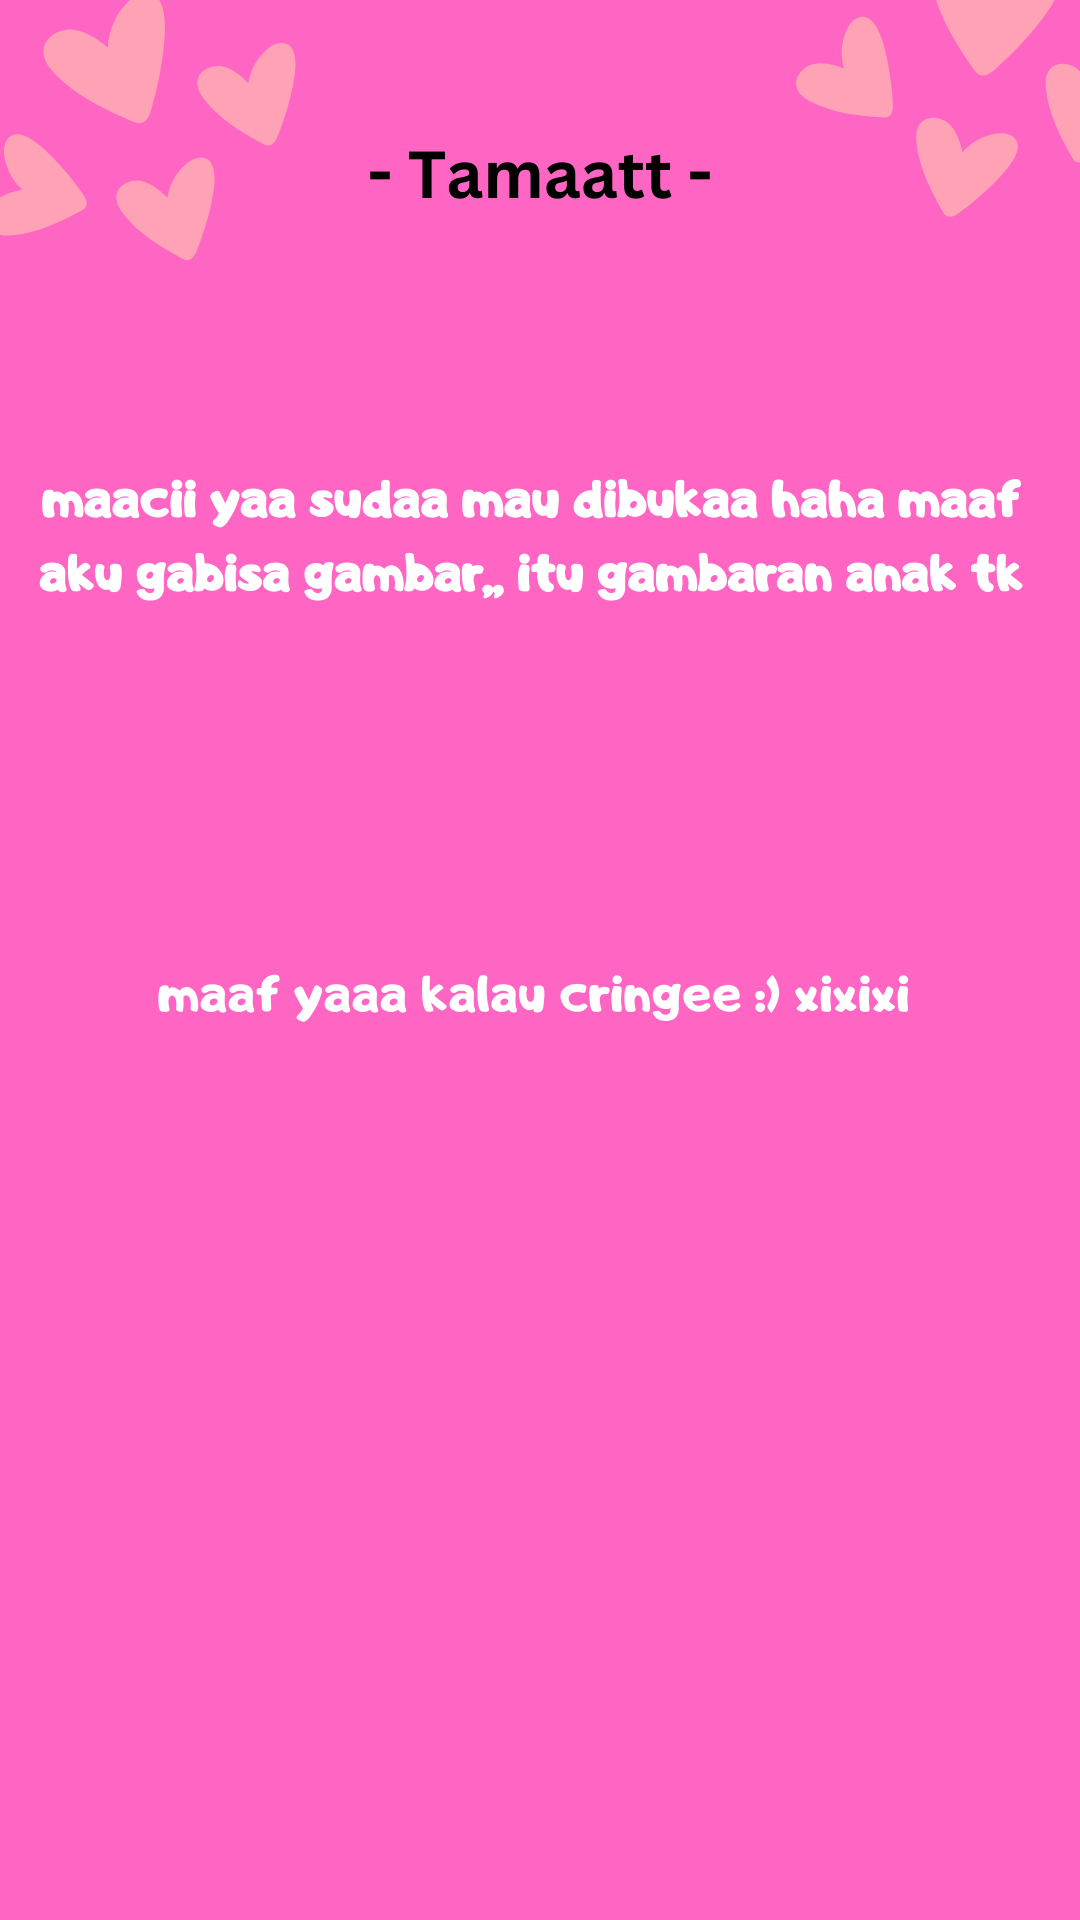 - Tamaatt -
maacii yaa sudaa mau dibukaa haha maaf
aku gabisa gambar,, itu gambaran anak tk
maaf yaaa kalau cringee :) xixixi